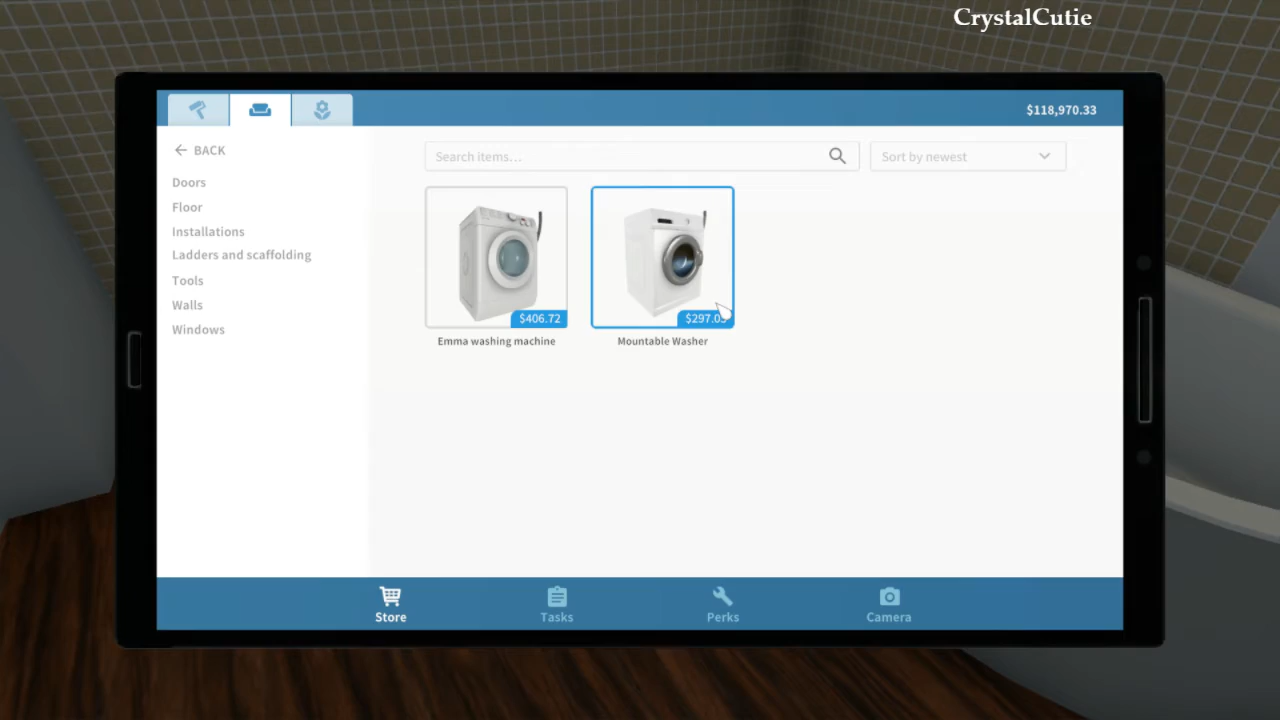 CrystalCutie
$118,970.33
BACK
Search items...
Sort by newest
Doors
Floor
Installations
Ladders and scaffolding
Tools
Walls
Windows
$406.72
Emma washing machine
Mountable Washer
Store
Tasks
Perks
Camera